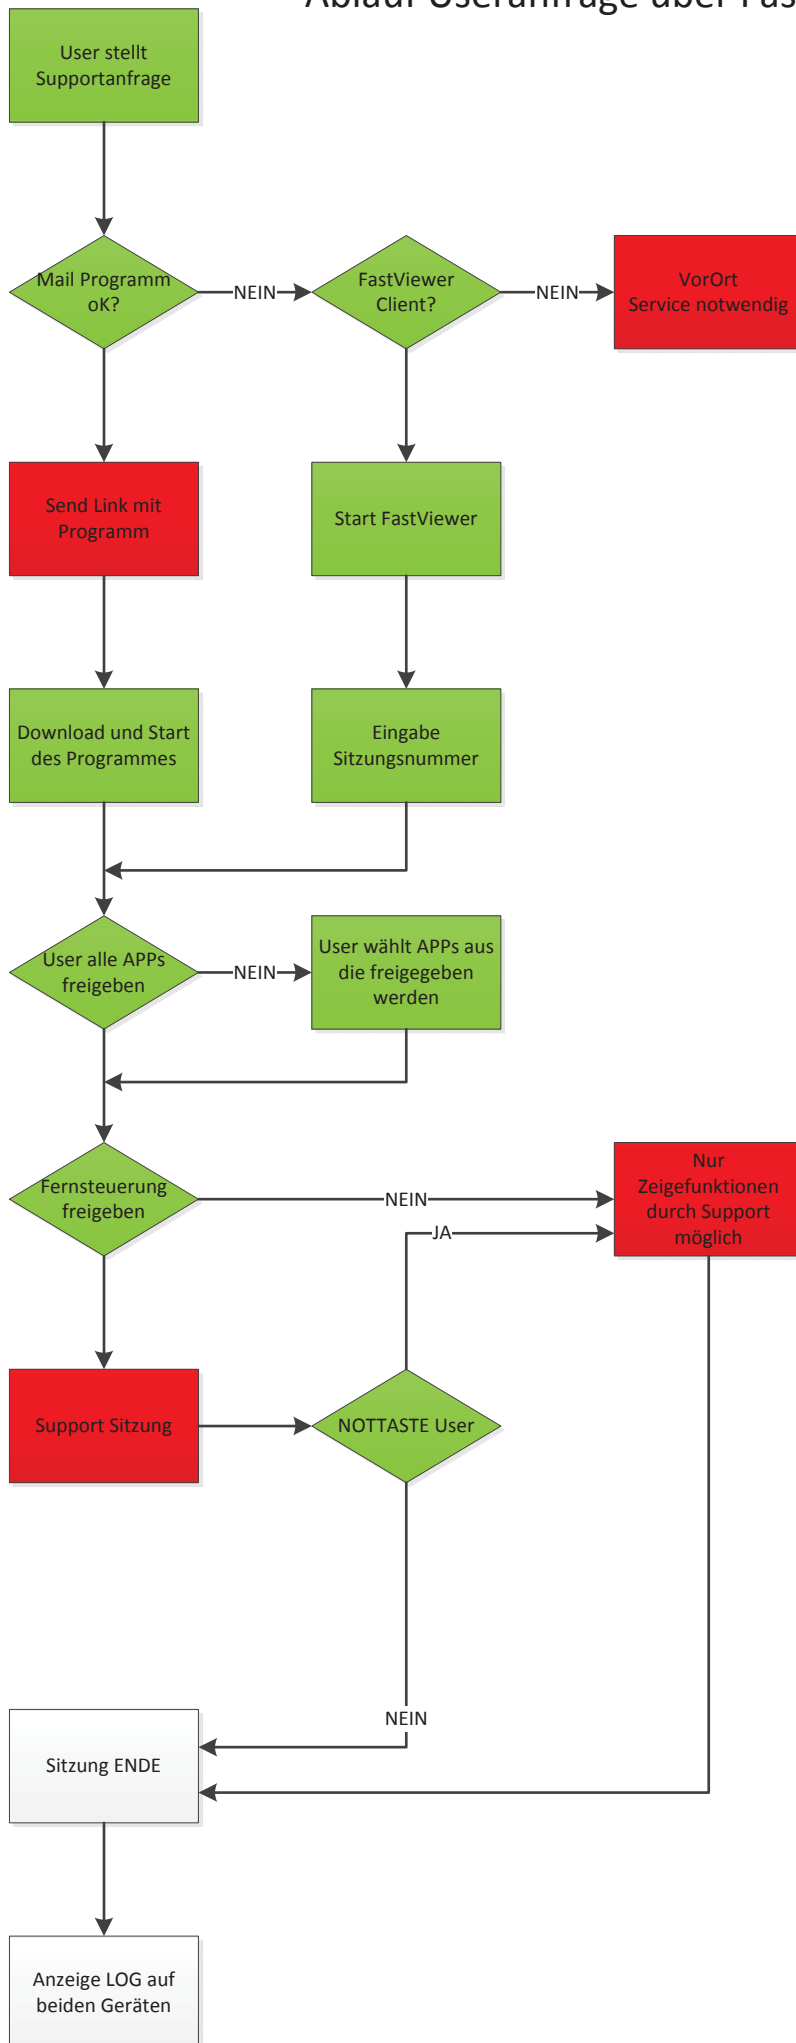 Ablauf Useranfrage über Fas
User stellt
Supportanfrage
Mail Programm
oK?
NEIN
FastViewer
Client?
NEIN
VorOrt
Service notwendig
Send Link mit
Programm
Start FastViewer
Download und Start
des Programmes
Eingabe
Sitzungsnummer
User alle APPs
freigeben
NEIN
User wählt APPs aus
die freigegeben
werden
Fernsteuerung
freigeben
NEIN
Nur
Zeigefunktionen
durch Support
möglich
JA
Support Sitzung
NOTTASTE User
NEIN
Sitzung ENDE
Anzeige LOG auf
beiden Geräten